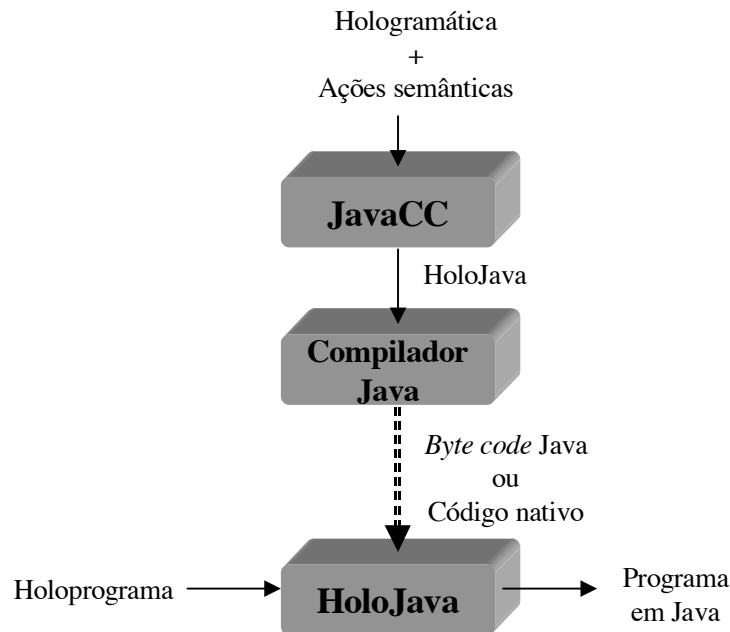 Hologramática
+
Ações semânticas
JavaCC
HoloJava
Compilador
Java
Byte code Java
ou
Código nativo
Holoprograma
HoloJava
Programa
em Java